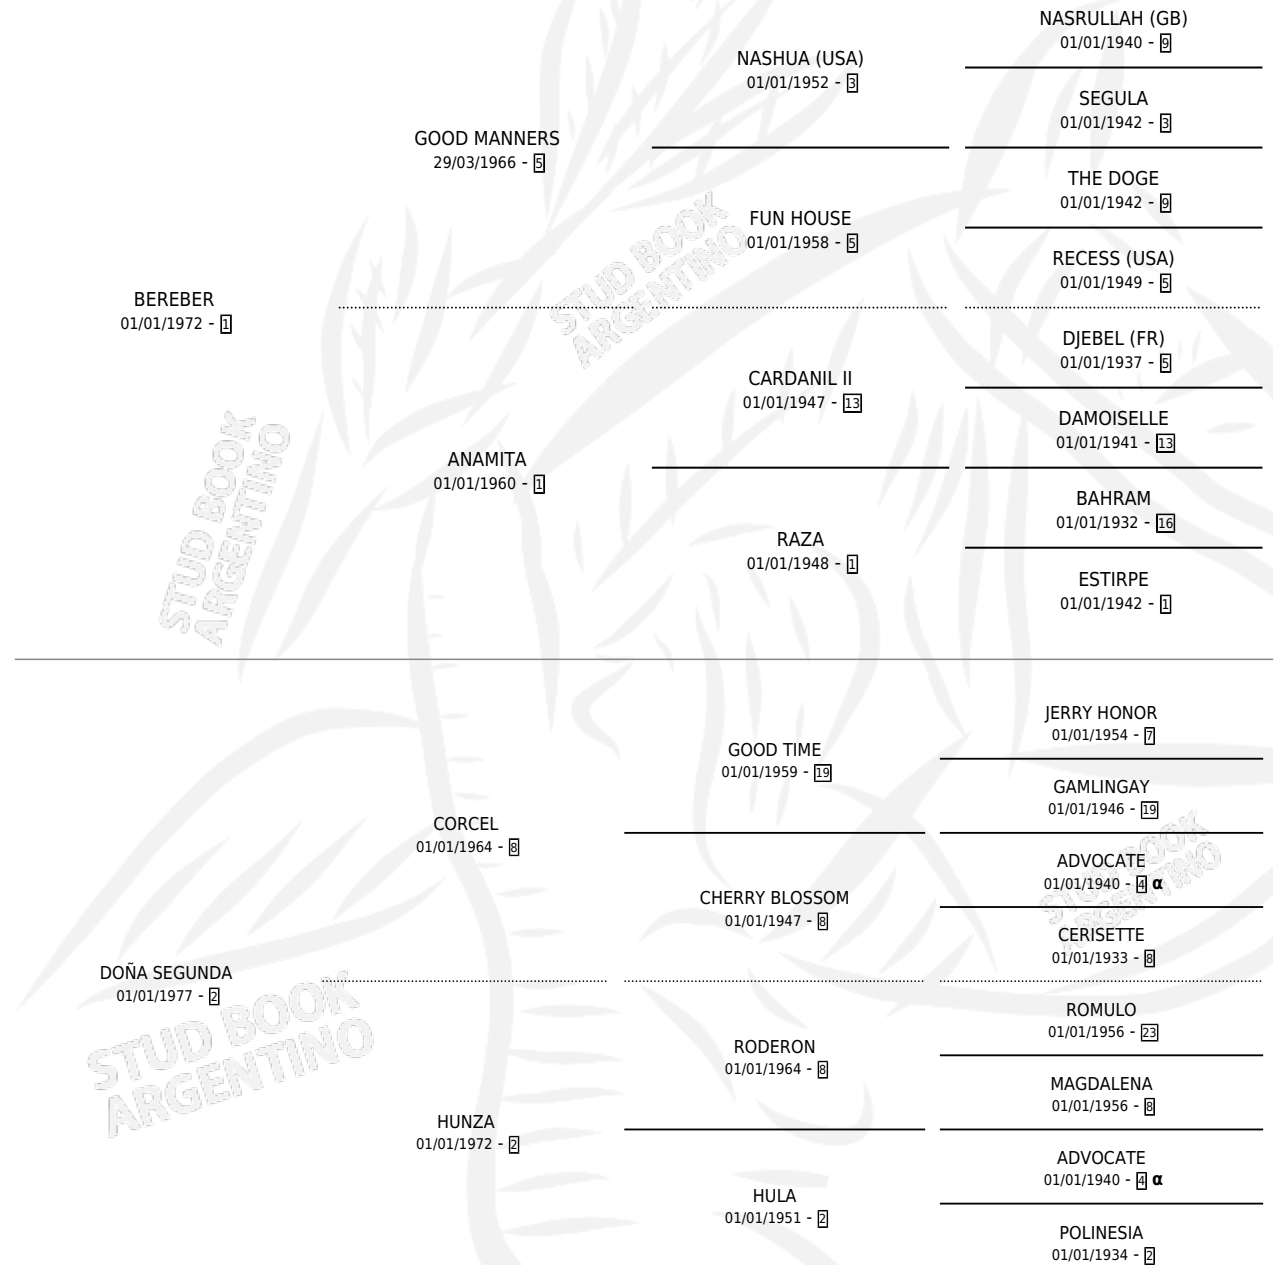 NASRULLAH (GB)
01/01/1940 - 9
NASHUA (USA)
01/01/1952 - 3
SEGULA
01/01/1942 - 3
GOOD MANNERS
29/03/1966 - 5
THE DOGE
01/01/1942 - 9
FUN HOUSE
01/01/1958 - 5
RECESS (USA)
01/01/1949 - 5
BEREBER
01/01/1972 - 1
DJEBEL (FR)
01/01/1937 - 5
CARDANIL II
01/01/1947 - 13
DAMOISELLE
01/01/1941 - 13
ANAMITA
01/01/1960 - 1
BAHRAM
01/01/1932 - 16
RAZA
01/01/1948 - 1
ESTIRPE
01/01/1942 - 1
JERRY HONOR
01/01/1954 - 7
GOOD TIME
01/01/1959 - 19
GAMLINGAY
01/01/1946 - 19
CORCEL
01/01/1964 - 8
ADVOCATE
01/01/1940 - 4 α
CHERRY BLOSSOM
01/01/1947 - 8
CERISETTE
01/01/1933 - 8
DOÑA SEGUNDA
01/01/1977 - 2
ROMULO
01/01/1956 - 23
RODERON
01/01/1964 - 8
MAGDALENA
01/01/1956 - 8
HUNZA
01/01/1972 - 2
ADVOCATE
01/01/1940 - 4 α
HULA
01/01/1951 - 2
POLINESIA
01/01/1934 - 2
STUD BOOK
ARGENTINO
STUD BOOK
ARGENTINO
STUD BOOK
ARGENTINO
STUD BOOK
ARGENTINO